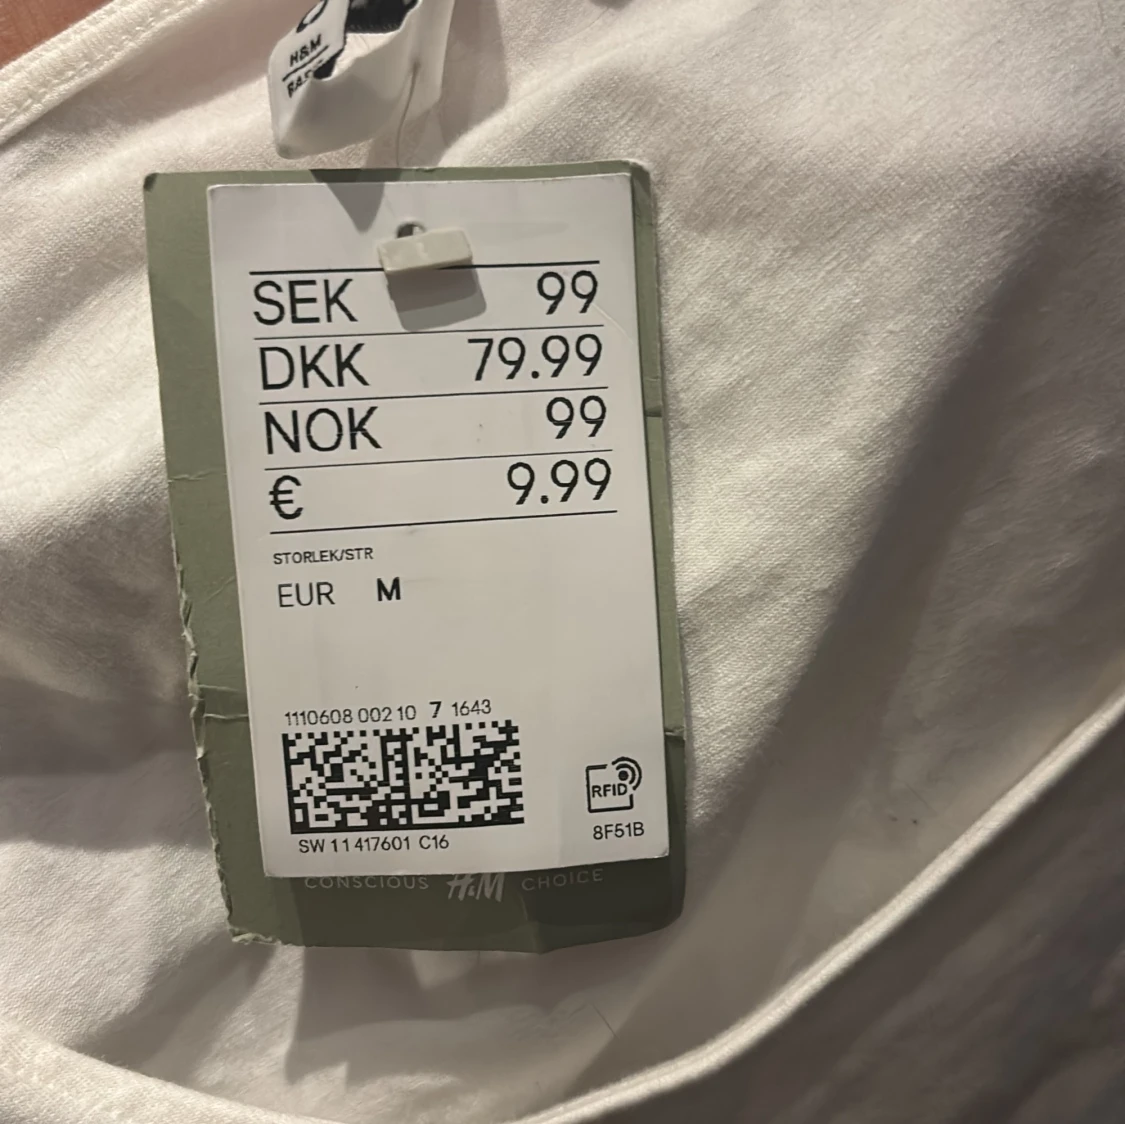 H&M
SEK 99
DKK 79.99
NOK 99
€ 9.99
STORLEK/STR
EUR M
1110608 002 10 7 1643
RFID
SW 11 417601 C16
8F51B
CONSCIOUS H&M CHOICE